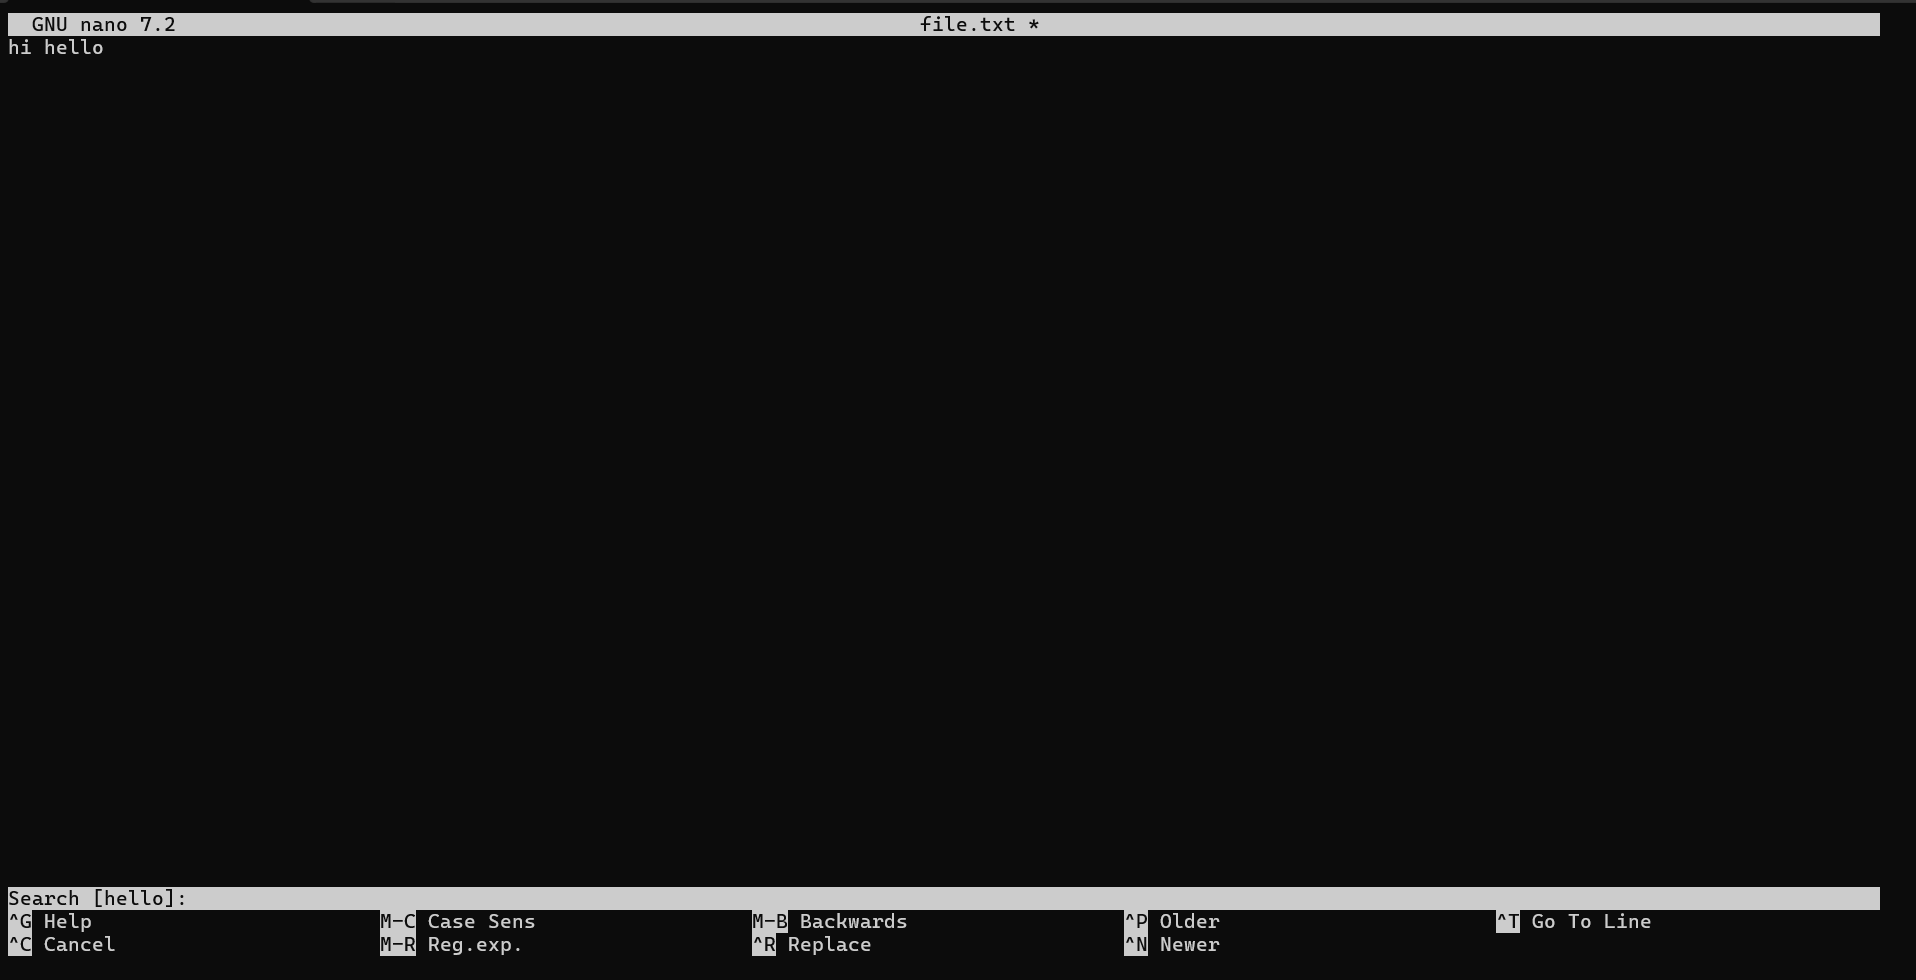 GNU nano 7.2 file.txt *
hi hello
Search [hello]:
^G Help M-C Case Sens M-B Backwards ^P Older ^T Go To Line
^C Cancel M-R Reg.exp. ^R Replace ^N Newer